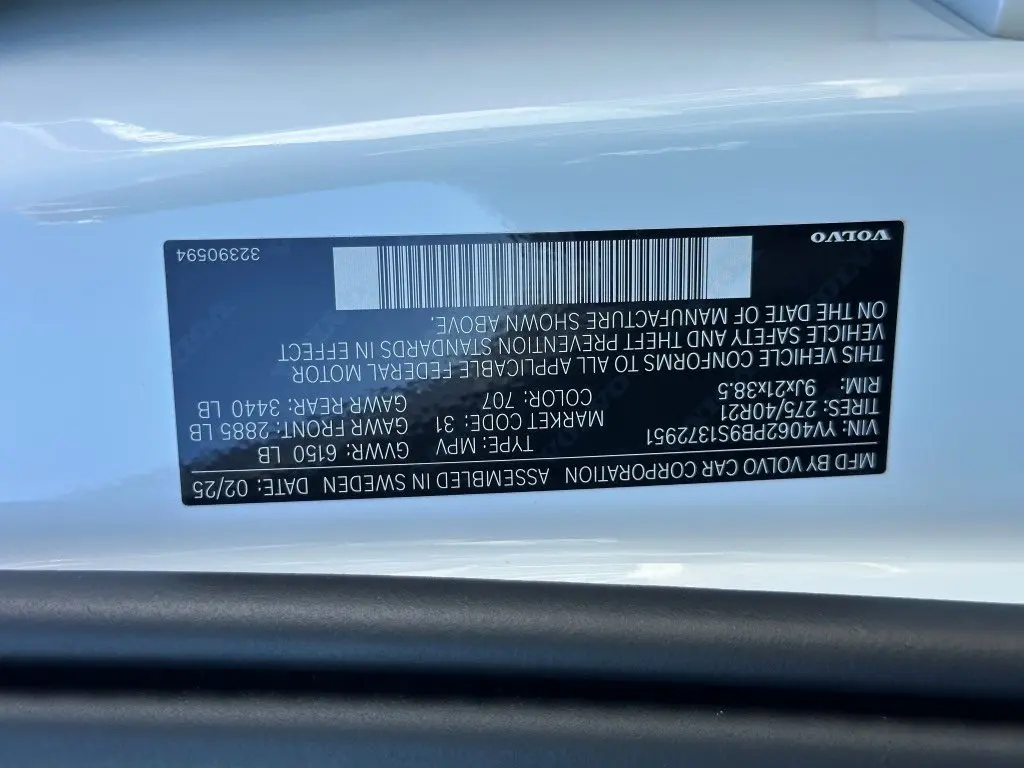 MFD BY VOLVO CAR CORPORATION ASSEMBLED IN SWEDEN DATE: 02/25
VIN: YV4062PB9S1372951 TYPE: MPV GVWR: 6150 LB
TIRES: 275/40R21 MARKET CODE: 31 GAWR FRONT: 2885 LB
RIM: 9Jx21x38.5 COLOR: 707 GAWR REAR: 3440 LB
THIS VEHICLE CONFORMS TO ALL APPLICABLE FEDERAL MOTOR
VEHICLE SAFETY AND THEFT PREVENTION STANDARDS IN EFFECT
ON THE DATE OF MANUFACTURE SHOWN ABOVE.
VOLVO 32390594